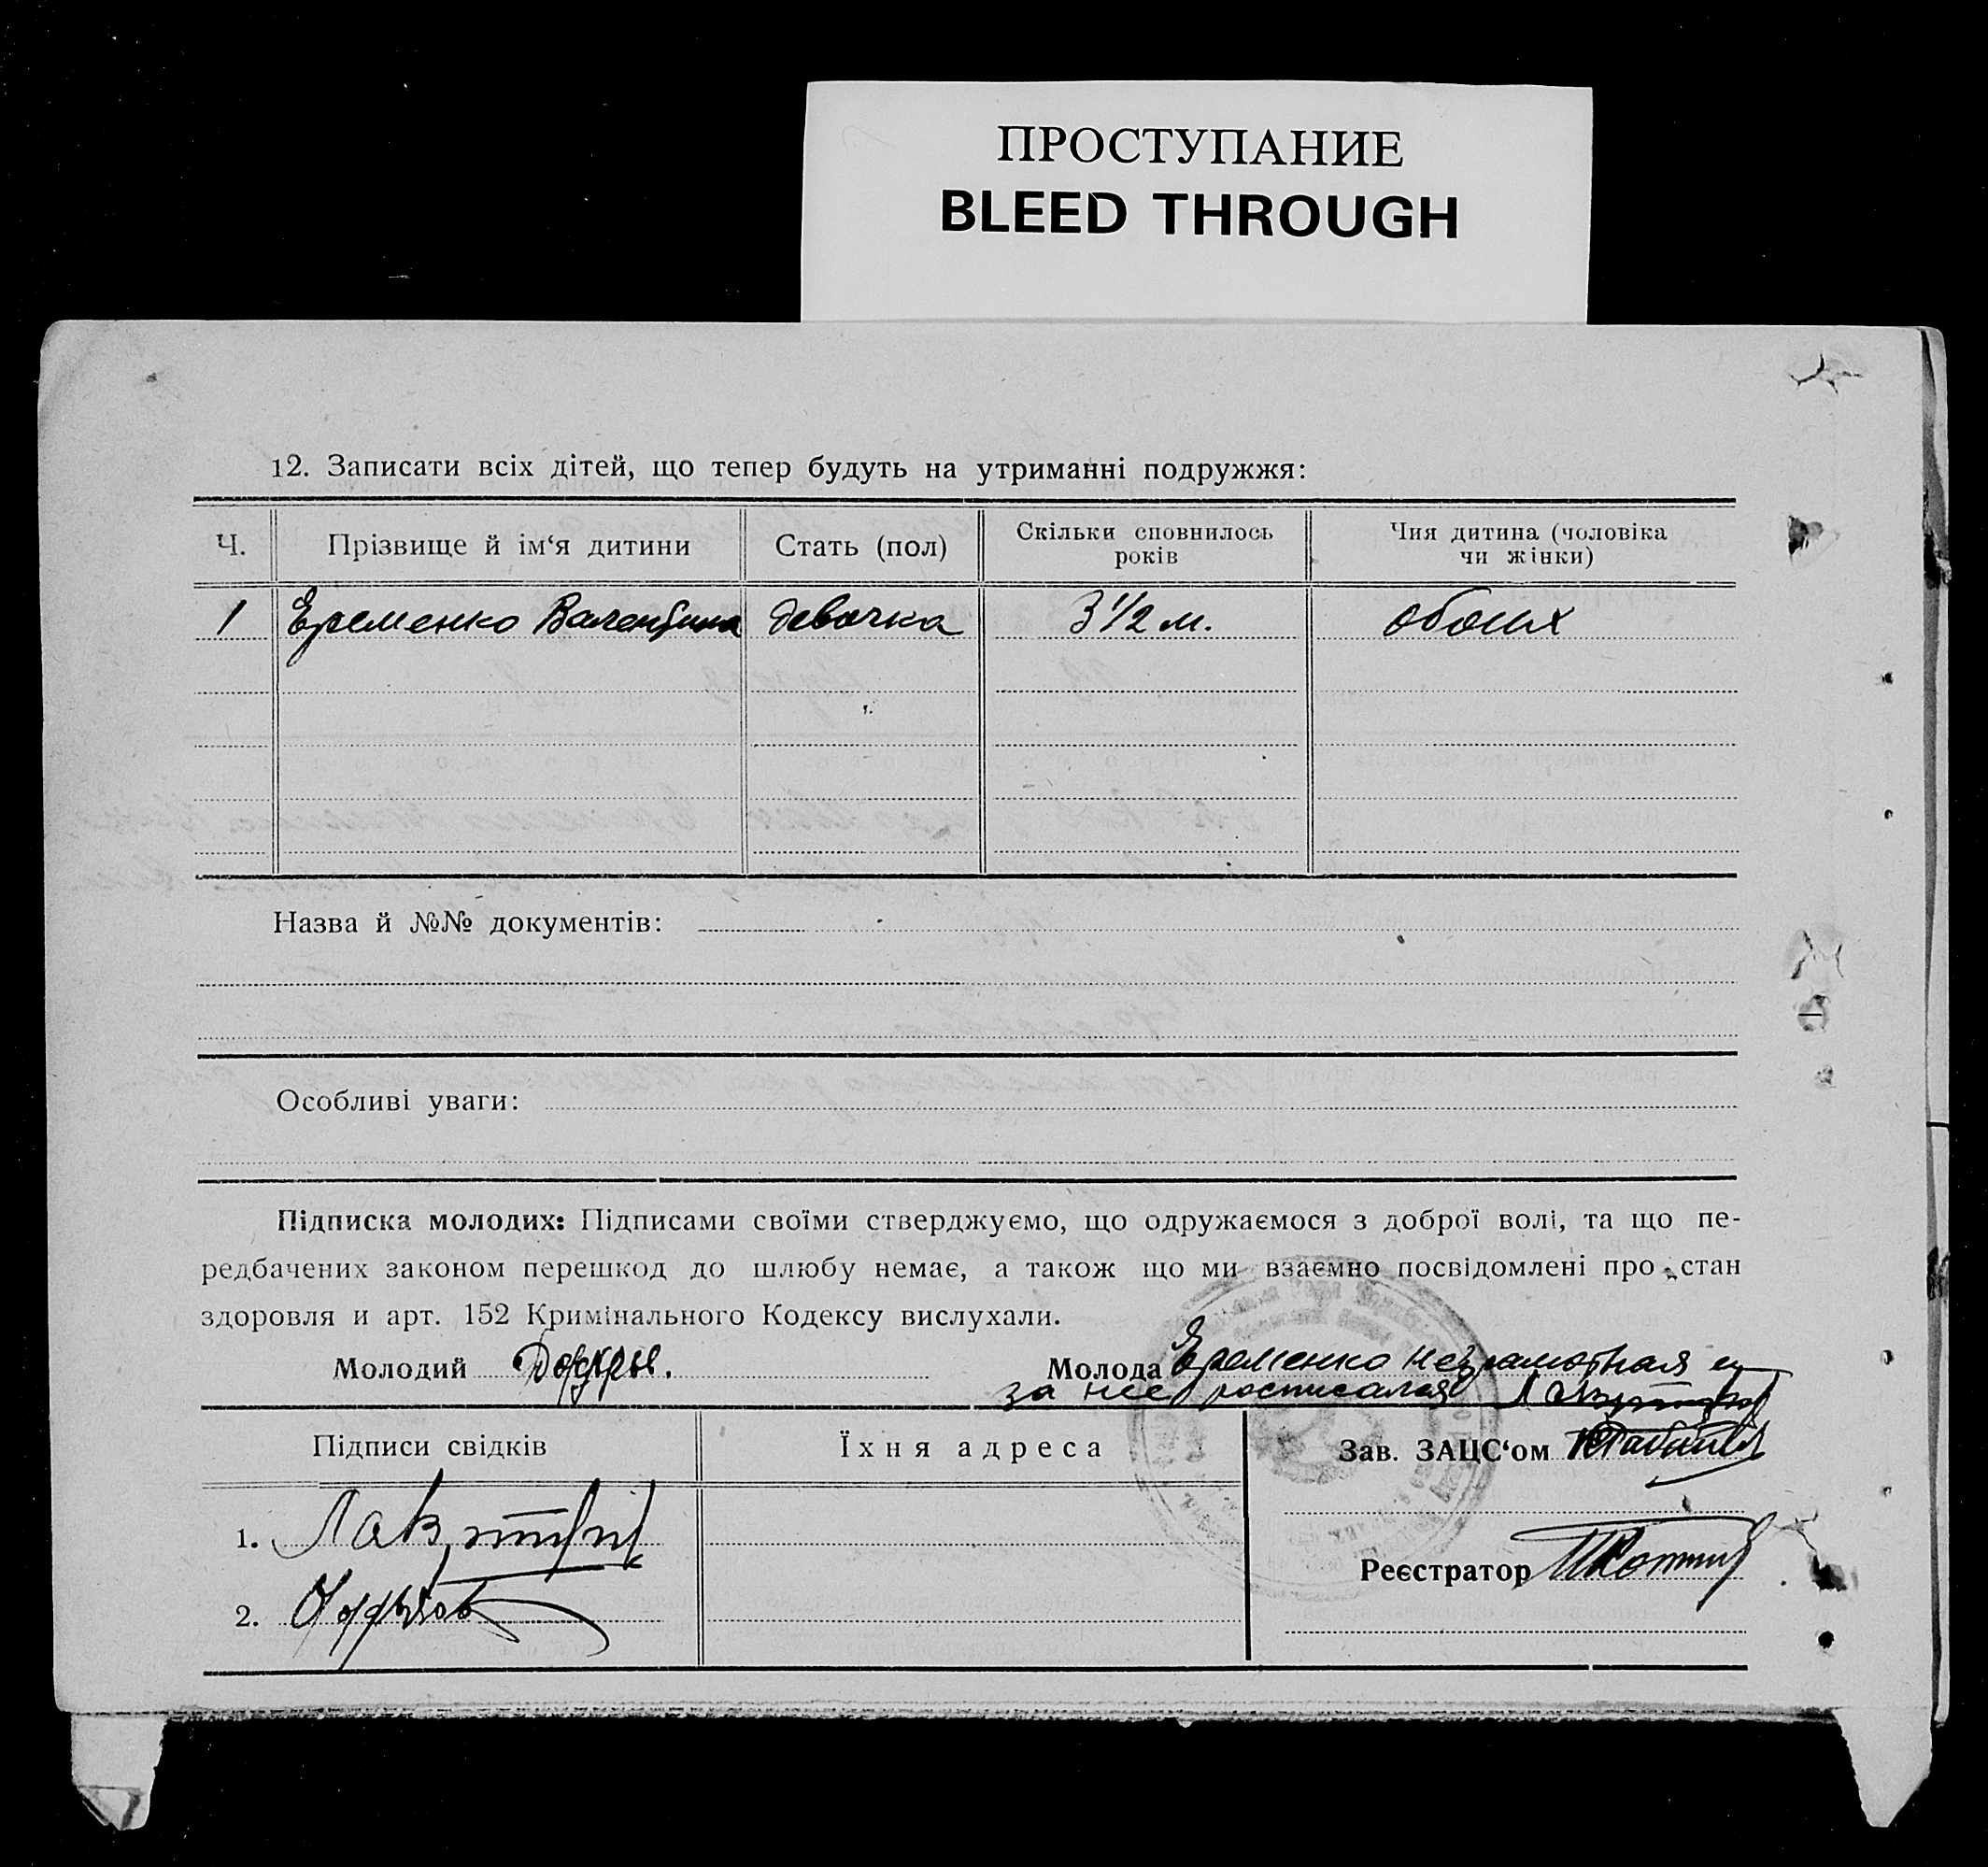 ПРОСТУПАНИЕ
BLEED THROUGH
12. Записати всіх дітей, що тепер будуть на утриманні подружжя:
Ч.
Прізвище й ім‘я дитини
Стать (пол)
Скільки сповнилось
років
Чия дитина (чоловіка
чи жінки)
1 Еременко Валентина девочка 3 1/2 м. обоих
Назва й №№ документів:
Особливі уваги:
Підписка молодих: Підписами своїми стверджуємо, що одружаємося з доброї волі, та що пе-
редбачених законом перешкод до шлюбу немає, а також що ми взаємно посвідомлені про стан
здоровля и арт. 152 Кримінального Кодексу вислухали.
Молодий
Молода Еременко неграмотная
за нее росписался
Підписи свідків
Їхня адреса
Зав. ЗАЦС‘ом
1.
Реєстратор
2.